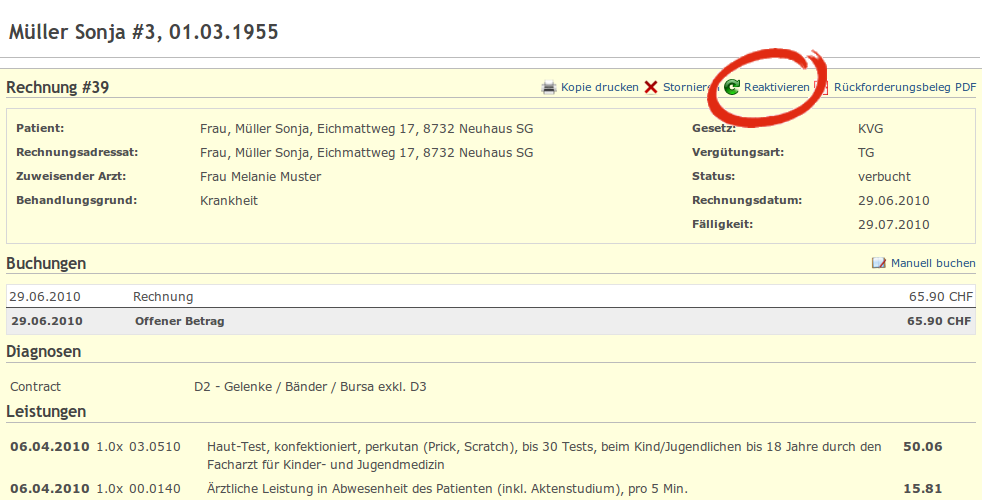 Müller Sonja #3, 01.03.1955
Rechnung #39 Kopie drucken Stornieren Reaktivieren Rückforderungsbeleg PDF
Patient: Frau, Müller Sonja, Eichmattweg 17, 8732 Neuhaus SG Gesetz: KVG
Rechnungsadressat: Frau, Müller Sonja, Eichmattweg 17, 8732 Neuhaus SG Vergütungsart: TG
Zuweisender Arzt: Frau Melanie Muster Status: verbucht
Behandlungsgrund: Krankheit Rechnungsdatum: 29.06.2010
Fälligkeit: 29.07.2010
Buchungen Manuell buchen
29.06.2010 Rechnung 65.90 CHF
29.06.2010 Offener Betrag 65.90 CHF
Diagnosen
Contract D2 - Gelenke / Bänder / Bursa exkl. D3
Leistungen
06.04.2010 1.0x 03.0510 Haut-Test, konfektioniert, perkutan (Prick, Scratch), bis 30 Tests, beim Kind/Jugendlichen bis 18 Jahre durch den 50.06
Facharzt für Kinder- und Jugendmedizin
06.04.2010 1.0x 00.0140 Ärztliche Leistung in Abwesenheit des Patienten (inkl. Aktenstudium), pro 5 Min. 15.81